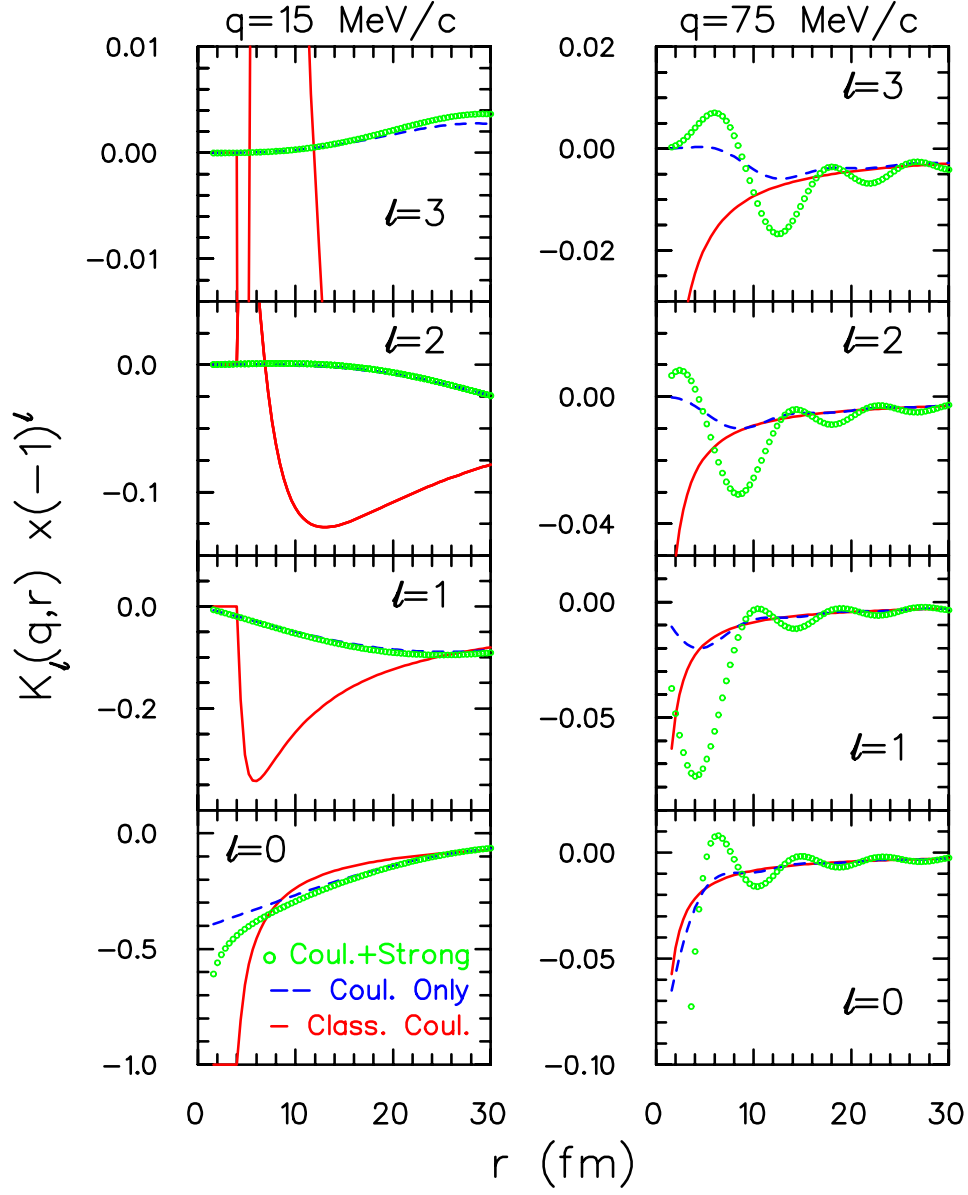 q=15 MeV/c
q=75 MeV/c
0.01
0.00
−0.01
ℓ=3
0.02
0.00
−0.02
ℓ=3
0.0
−0.1
ℓ=2
0.00
−0.04
ℓ=2
0.0
−0.2
ℓ=1
0.00
−0.05
ℓ=1
0.0
−0.5
−1.0
ℓ=0
Coul.+Strong
Coul. Only
Class. Coul.
0.00
−0.05
−0.10
ℓ=0
0 10 20 30
0 10 20 30
r (fm)
Kℓ(q,r) x(−1)^ℓ